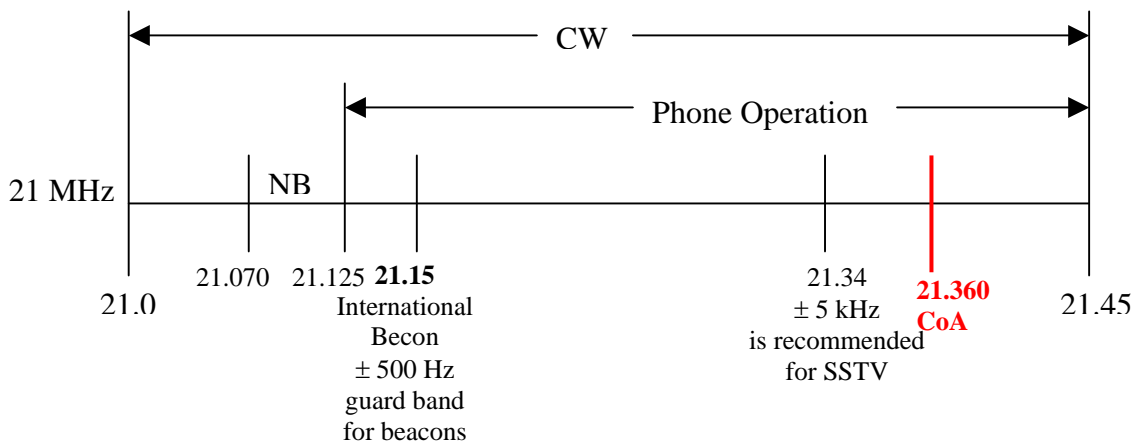 CW
Phone Operation
21 MHz
NB
21.070
21.125
21.15
International
Becon
± 500 Hz
guard band
for beacons
21.34
± 5 kHz
is recommended
for SSTV
21.360
CoA
21.0
21.45